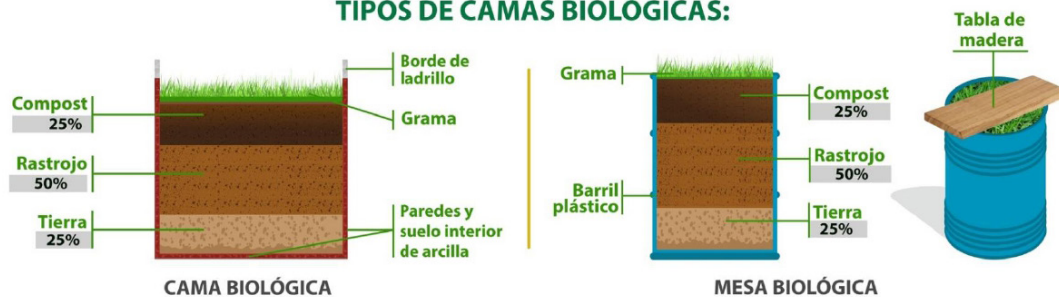 TIPOS DE CAMAS BIOLÓGICAS:
Compost
25%
Rastrojo
50%
Tierra
25%
Borde de
ladrillo
Grama
Paredes y
suelo interior
de arcilla
CAMA BIOLÓGICA
Grama
Barril
plástico
Compost
25%
Rastrojo
50%
Tierra
25%
Tabla de
madera
MESA BIOLÓGICA